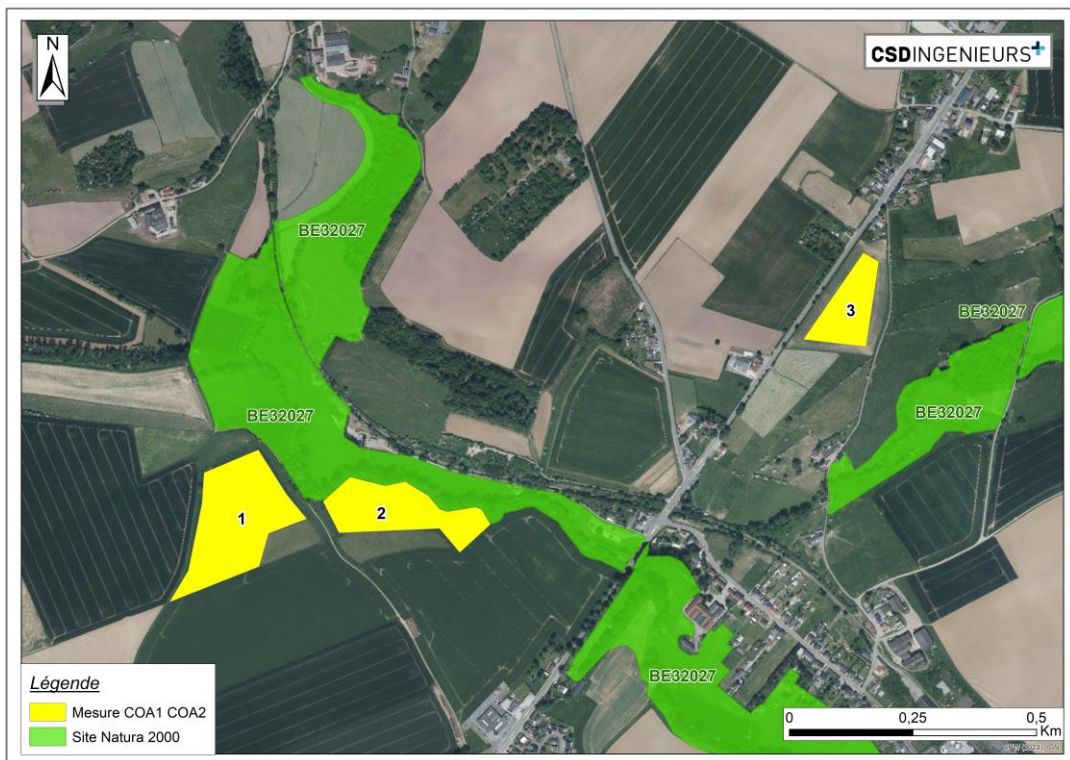 N
CSDINGENIEURS+
BE32027
BE32027
BE32027
BE32027
BE32027
1
2
3
Légende
Mesure COA1 COA2
Site Natura 2000
0
0,25
0,5
Km